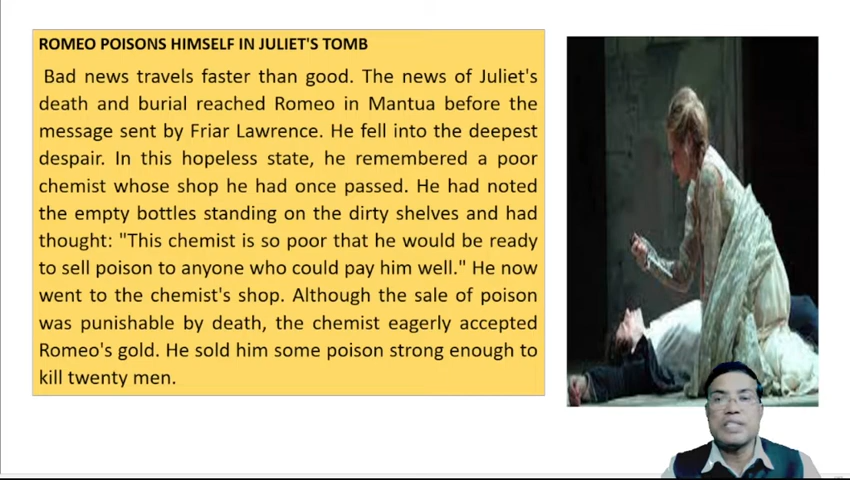 ROMEO POISONS HIMSELF IN JULIET'S TOMB
Bad news travels faster than good. The news of Juliet's
death and burial reached Romeo in Mantua before the
message sent by Friar Lawrence. He fell into the deepest
despair. In this hopeless state, he remembered a poor
chemist whose shop he had once passed. He had noted
the empty bottles standing on the dirty shelves and had
thought: "This chemist is so poor that he would be ready
to sell poison to anyone who could pay him well." He now
went to the chemist's shop. Although the sale of poison
was punishable by death, the chemist eagerly accepted
Romeo's gold. He sold him some poison strong enough to
kill twenty men.